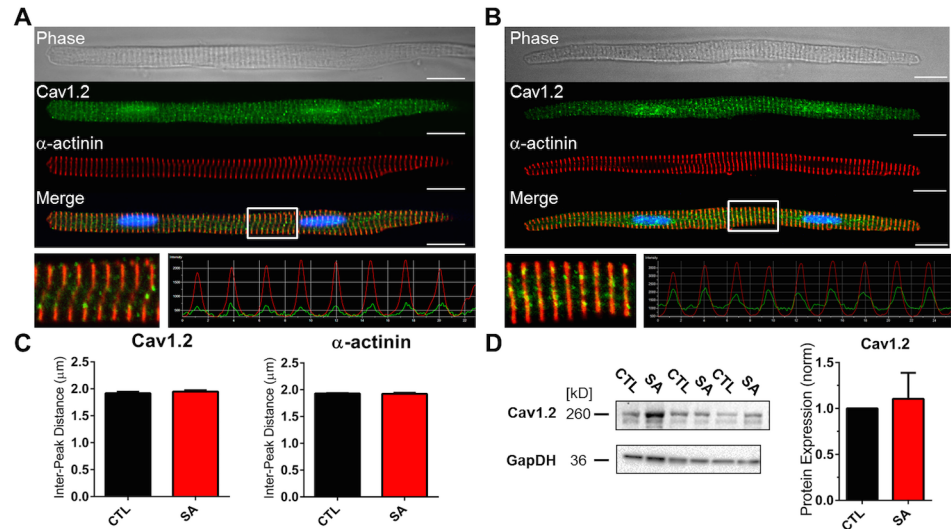 A
Phase
Cav1.2
α-actinin
Merge
B
Phase
Cav1.2
α-actinin
Merge
C
Cav1.2
Inter-Peak Distance (μm)
2.5
2.0
1.5
1.0
0.5
0.0
CTL SA
α-actinin
Inter-Peak Distance (μm)
2.5
2.0
1.5
1.0
0.5
0.0
CTL SA
D
CTL SA CTL SA CTL SA
[kD]
Cav1.2 260
GapDH 36
Cav1.2
Protein Expression (norm)
1.5
1.0
0.5
0.0
CTL SA